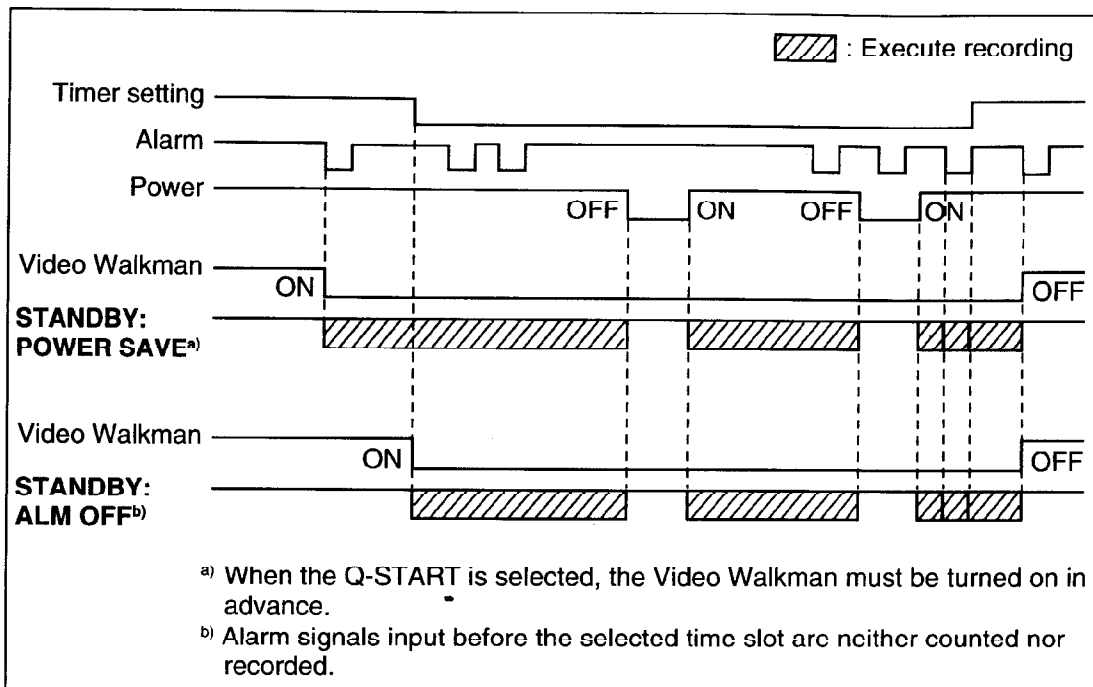 : Execute recording
Timer setting
Alarm
Power
OFF
ON
OFF
ON
Video Walkman
ON
OFF
STANDBY:
POWER SAVEa)
Video Walkman
ON
OFF
STANDBY:
ALM OFFb)
a) When the Q-START is selected, the Video Walkman must be turned on in
advance.
b) Alarm signals input before the selected time slot are neither counted nor
recorded.